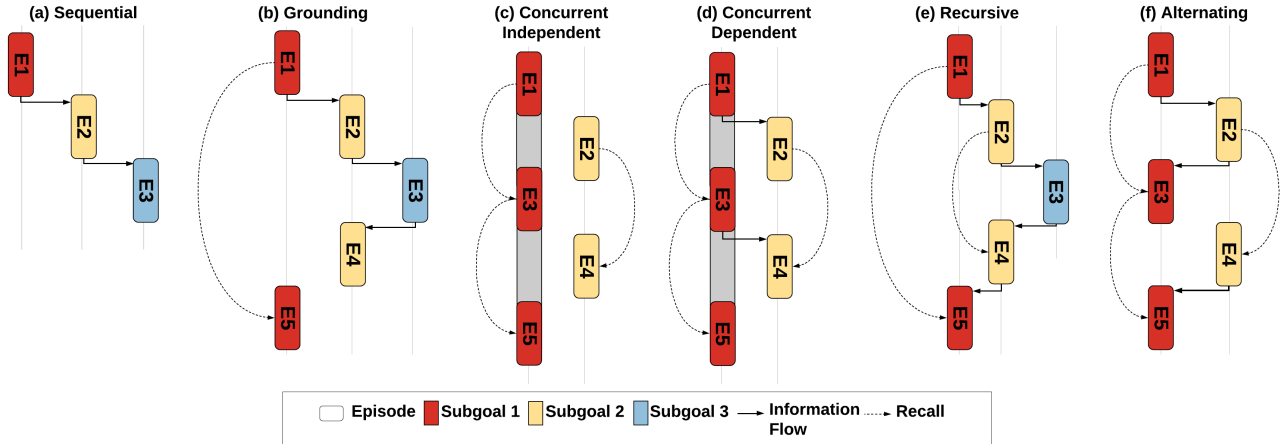 (a) Sequential
E1
E2
E3
(b) Grounding
E1
E2
E3
E4
E5
(c) Concurrent
Independent
E1
E2
E3
E4
E5
(d) Concurrent
Dependent
E1
E2
E3
E4
E5
(e) Recursive
E1
E2
E3
E4
E5
(f) Alternating
E1
E2
E3
E4
E5
Episode
Subgoal 1
Subgoal 2
Subgoal 3
Information
Flow
Recall